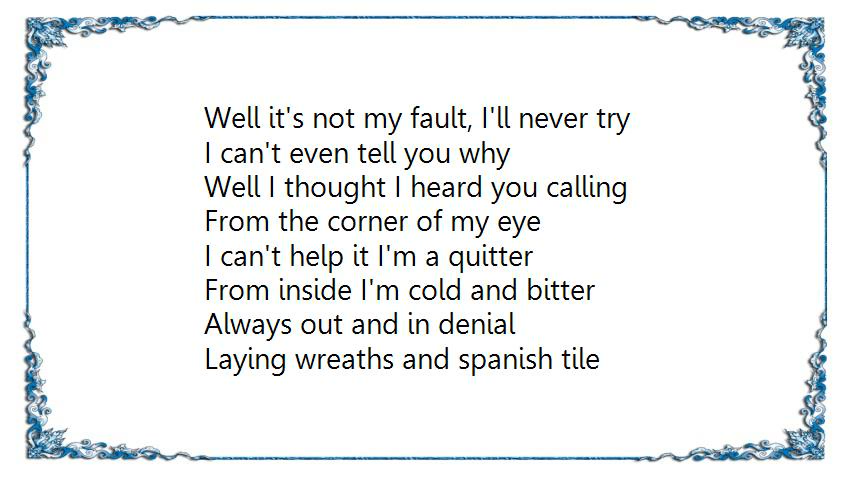 Well it's not my fault, I'll never try
I can't even tell you why
Well I thought I heard you calling
From the corner of my eye
I can't help it I'm a quitter
From inside I'm cold and bitter
Always out and in denial
Laying wreaths and spanish tile